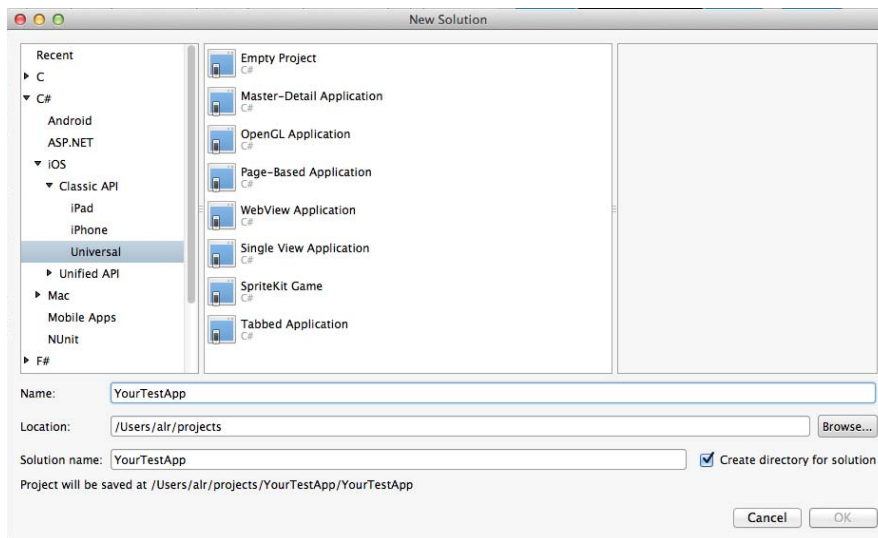 New Solution
Recent
C
C#
Android
ASP.NET
iOS
Classic API
iPad
iPhone
Universal
Unified API
Mac
Mobile Apps
NUnit
F#
Empty Project
C#
Master-Detail Application
C#
OpenGL Application
C#
Page-Based Application
C#
WebView Application
C#
Single View Application
C#
SpriteKit Game
C#
Tabbed Application
C#
Name: YourTestApp
Location: /Users/alr/projects Browse...
Solution name: YourTestApp Create directory for solution
Project will be saved at /Users/alr/projects/YourTestApp/YourTestApp
Cancel OK